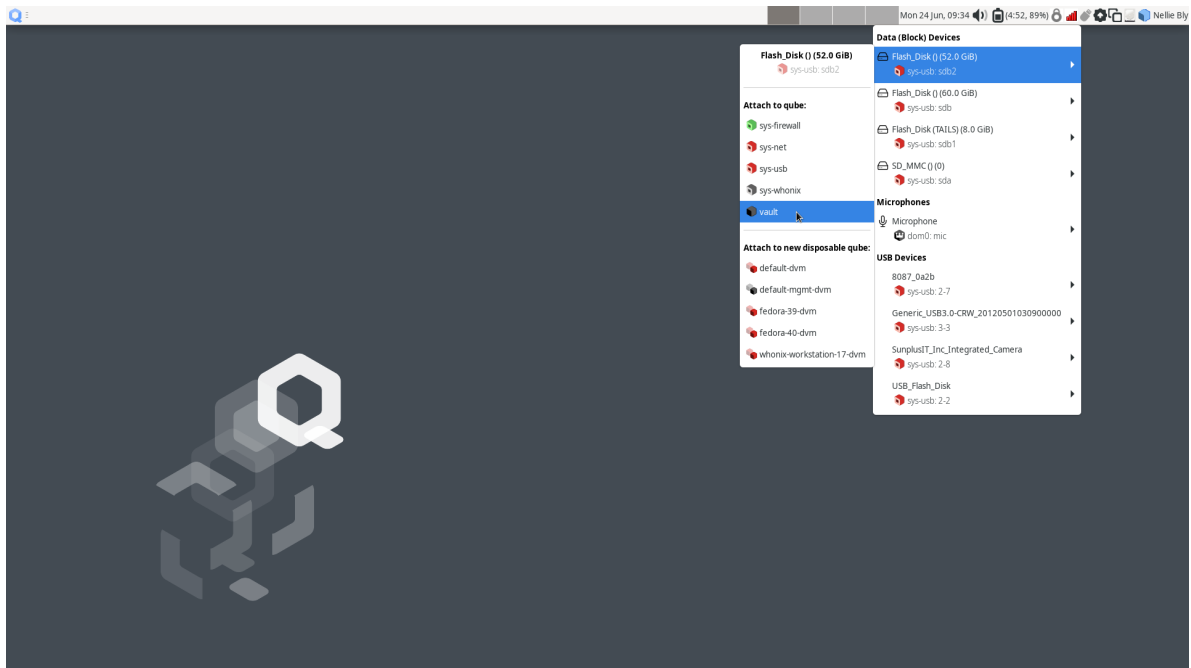 Mon 24 Jun, 09:34
(4:52, 89%)
Nellie Bly
Flash_Disk () (52.0 GiB)
sys-usb: sdb2
Attach to qube:
sys-firewall
sys-net
sys-usb
sys-whonix
vault
Attach to new disposable qube:
default-dvm
default-mgmt-dvm
fedora-39-dvm
fedora-40-dvm
whonix-workstation-17-dvm
Data (Block) Devices
Flash_Disk () (52.0 GiB)
sys-usb: sdb2
Flash_Disk () (60.0 GiB)
sys-usb: sdb
Flash_Disk (TAILS) (8.0 GiB)
sys-usb: sdb1
SD_MMC () (0)
sys-usb: sda
Microphones
Microphone
dom0: mic
USB Devices
8087_0a2b
sys-usb: 2-7
Generic_USB3.0-CRW_20120501030900000
sys-usb: 3-3
SunplusIT_Inc_Integrated_Camera
sys-usb: 2-8
USB_Flash_Disk
sys-usb: 2-2